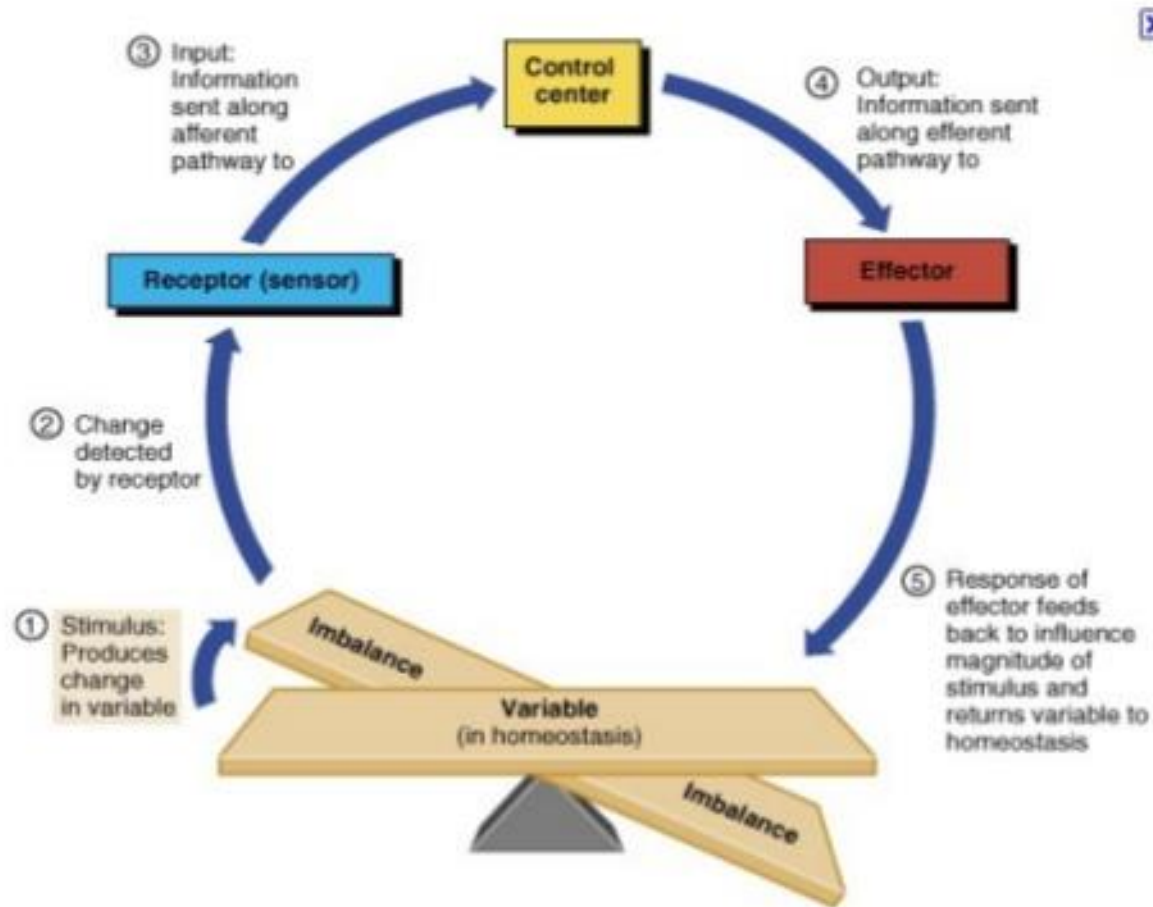 ③ Input:
Information
sent along
afferent
pathway to
Control
center
④ Output:
Information sent
along efferent
pathway to
Receptor (sensor)
Effector
② Change
detected
by receptor
① Stimulus:
Produces
change
in variable
Imbalance
Variable
(in homeostasis)
Imbalance
⑤ Response of
effector feeds
back to influence
magnitude of
stimulus and
returns variable to
homeostasis